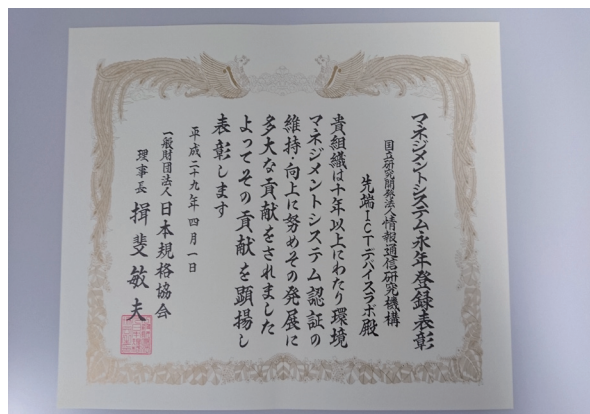 マネジメントシステム永年登録表彰
国立研究開発法人情報通信研究機構
先端ICTデバイスラボ殿
貴組織は十年以上にわたり環境
マネジメントシステム認証の
維持・向上に努めその発展に
多大な貢献をされました
よってその貢献を顕揚し
表彰します
平成二十九年四月一日
一般財団法人日本規格協会
理事長 揖斐敏夫